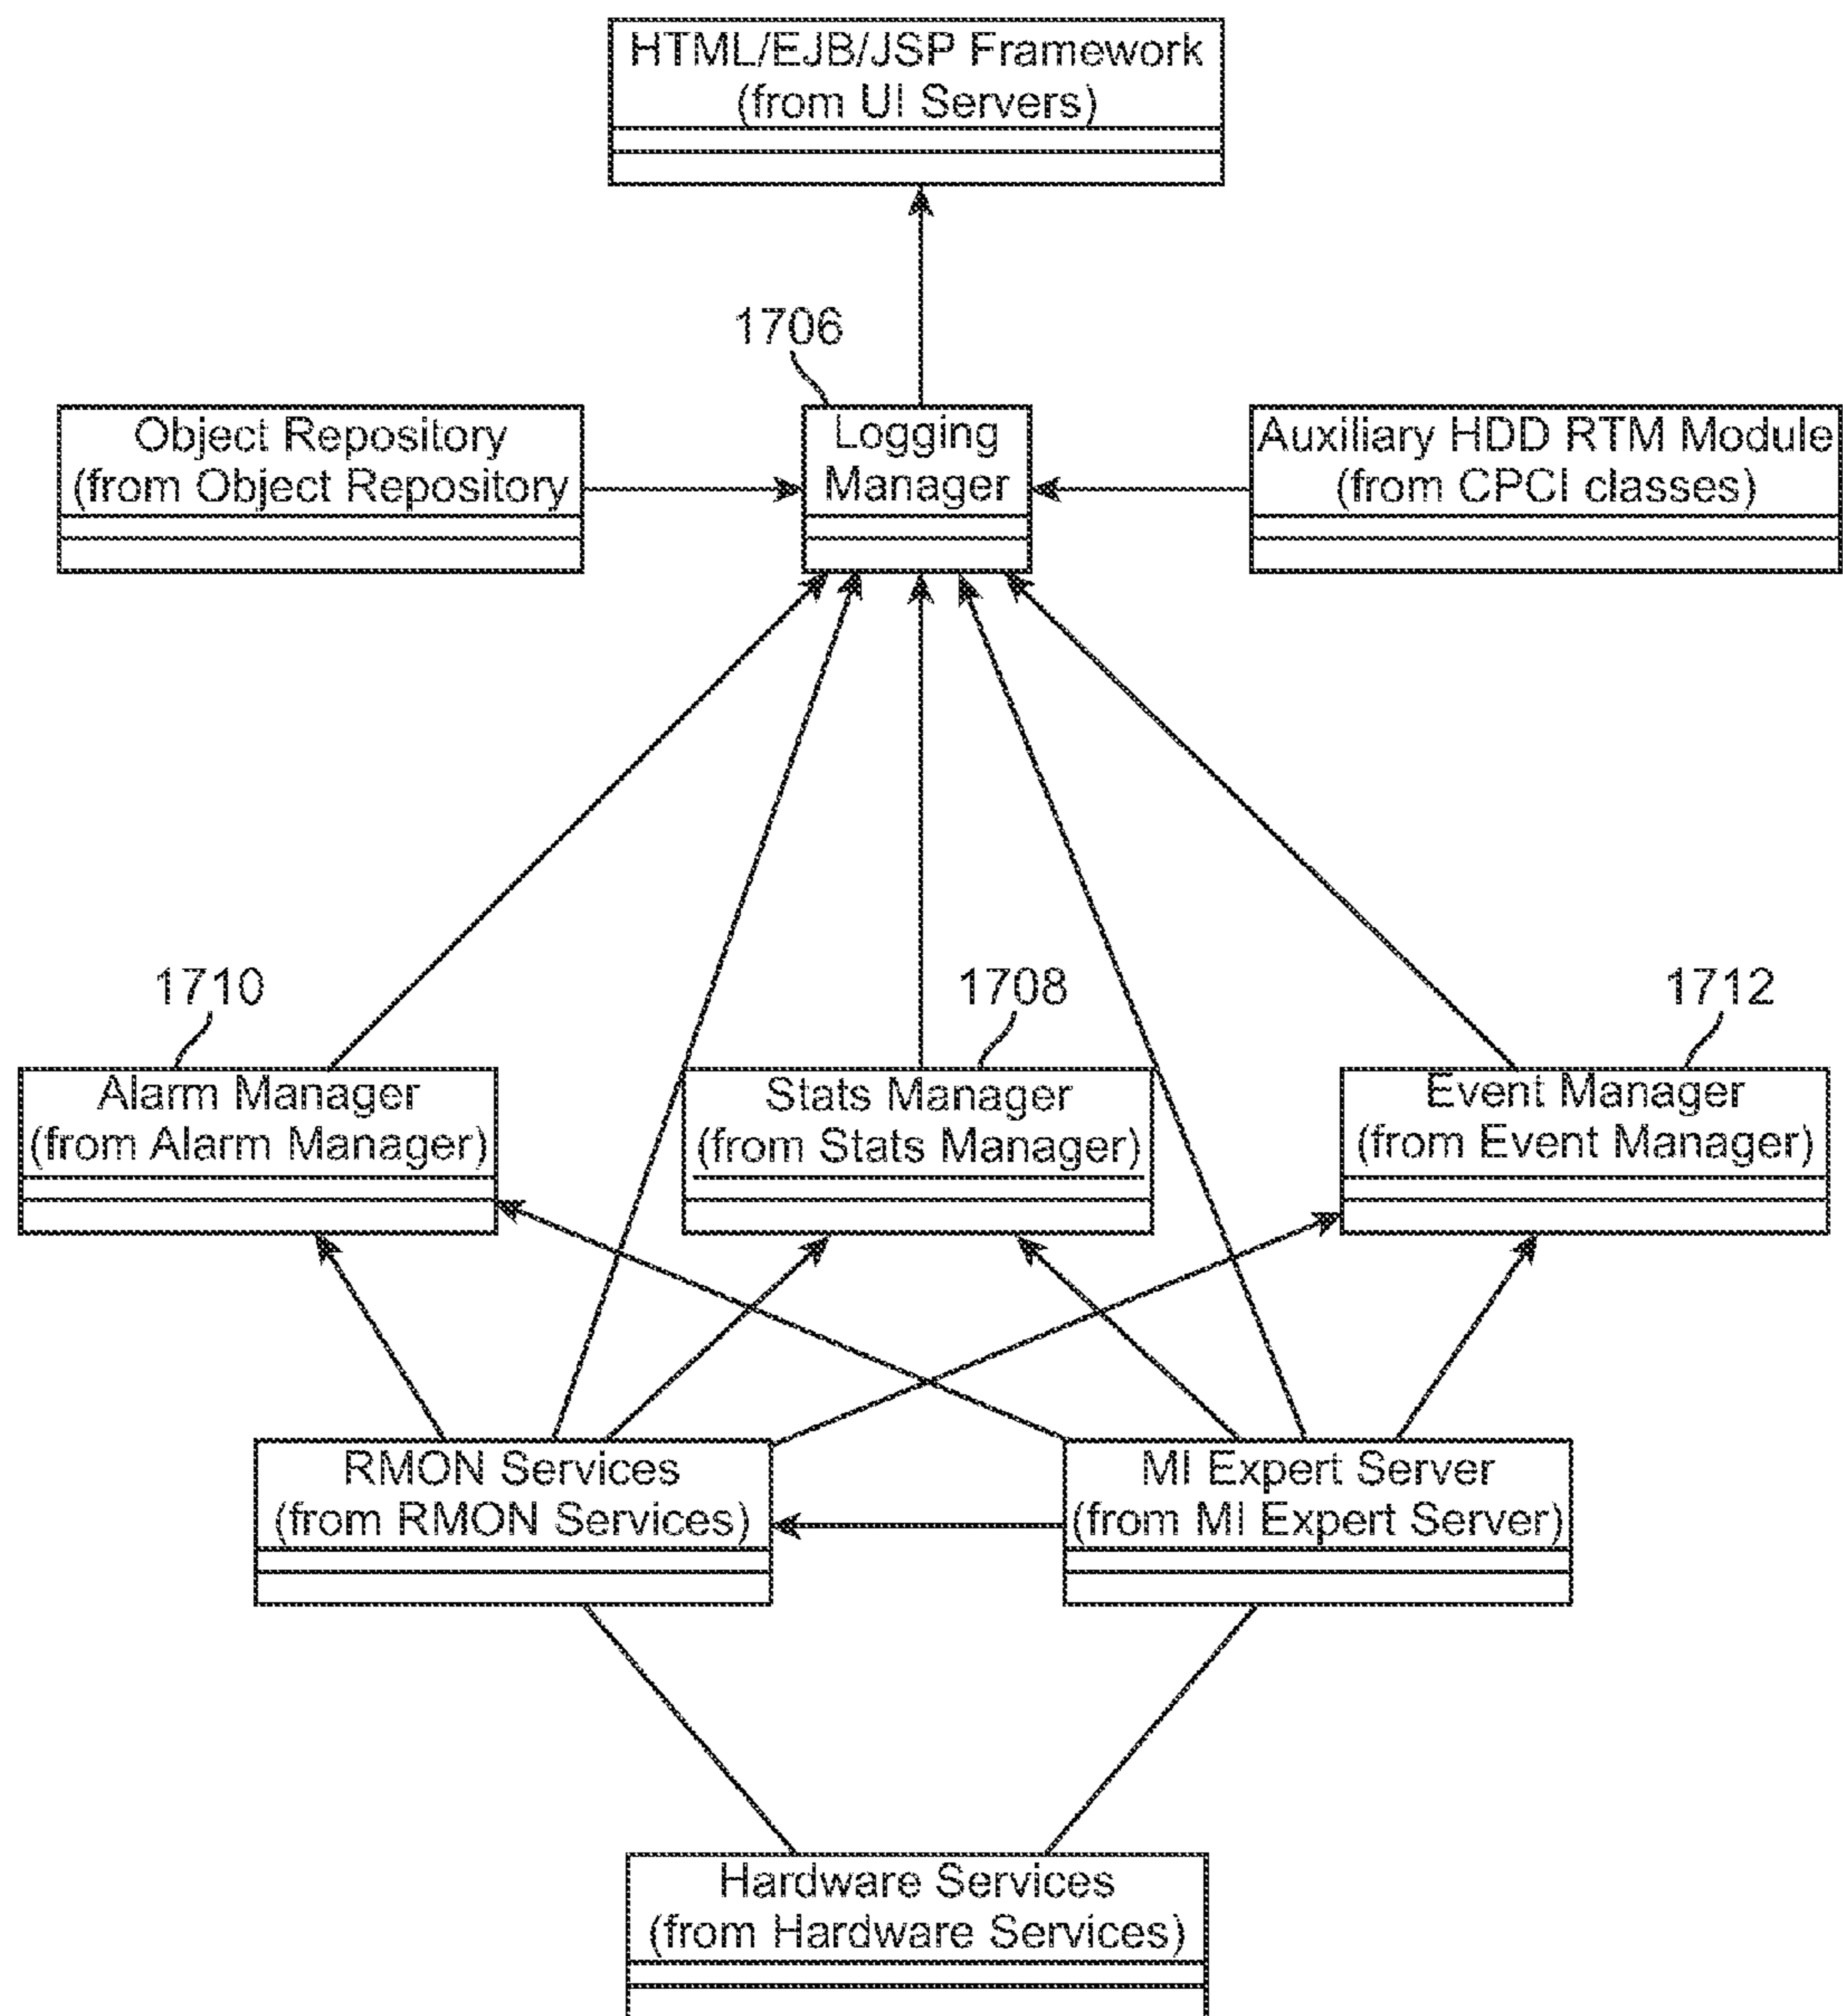 HTML/EJB/JSP Framework
(from UI Servers)
1706
Object Repository
(from Object Repository
Logging
Manager
Auxiliary HDD RTM Module
(from CPCI classes)
1710
1708
1712
Alarm Manager
(from Alarm Manager)
Stats Manager
(from Stats Manager)
Event Manager
(from Event Manager)
RMON Services
(from RMON Services)
MI Expert Server
(from MI Expert Server)
Hardware Services
(from Hardware Services)